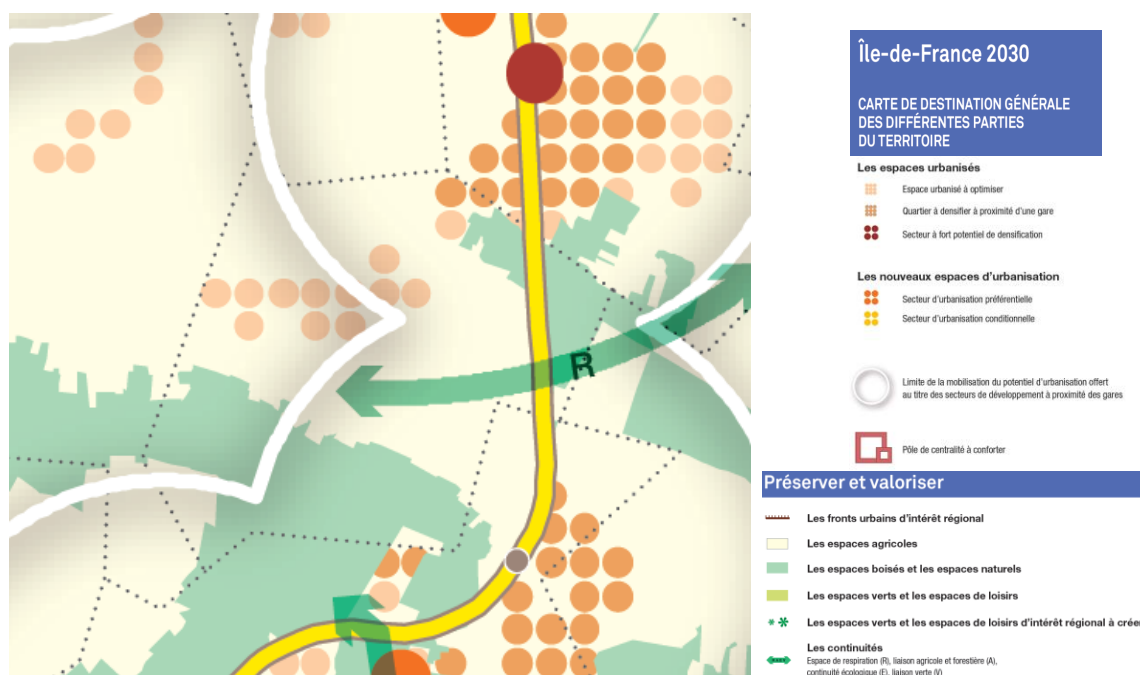 R
Île-de-France 2030
CARTE DE DESTINATION GÉNÉRALE
DES DIFFÉRENTES PARTIES
DU TERRITOIRE
Les espaces urbanisés
Espace urbanisé à optimiser
Quartier à densifier à proximité d'une gare
Secteur à fort potentiel de densification
Les nouveaux espaces d'urbanisation
Secteur d'urbanisation préférentielle
Secteur d'urbanisation conditionnelle
Limite de la mobilisation du potentiel d'urbanisation offert
au titre des secteurs de développement à proximité des gares
Pôle de centralité à conforter
Préserver et valoriser
Les fronts urbains d'intérêt régional
Les espaces agricoles
Les espaces boisés et les espaces naturels
Les espaces verts et les espaces de loisirs
Les espaces verts et les espaces de loisirs d'intérêt régional à crée
Les continuités
Espace de respiration (R), liaison agricole et forestière (A),
continuité écologique (E), liaison verte (V)